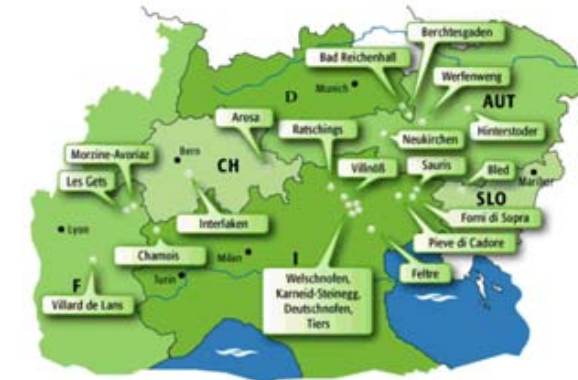 Berchtesgaden
Bad Reichenhall
Werfenweng
Munich
D
AUT
Arosa
Ratschings
Neukirchen
Hinterstoder
Morzine-Avoriaz
Bern
CH
Villnöß
Sauris
Bled
Maribor
Les Gets
SLO
Interlaken
Forni di Sopra
Lyon
Chamois
Milan
I
Pieve di Cadore
Turin
Feltre
F
Villard de Lans
Welschnofen,
Karneid-Steinegg,
Deutschnofen,
Tiers